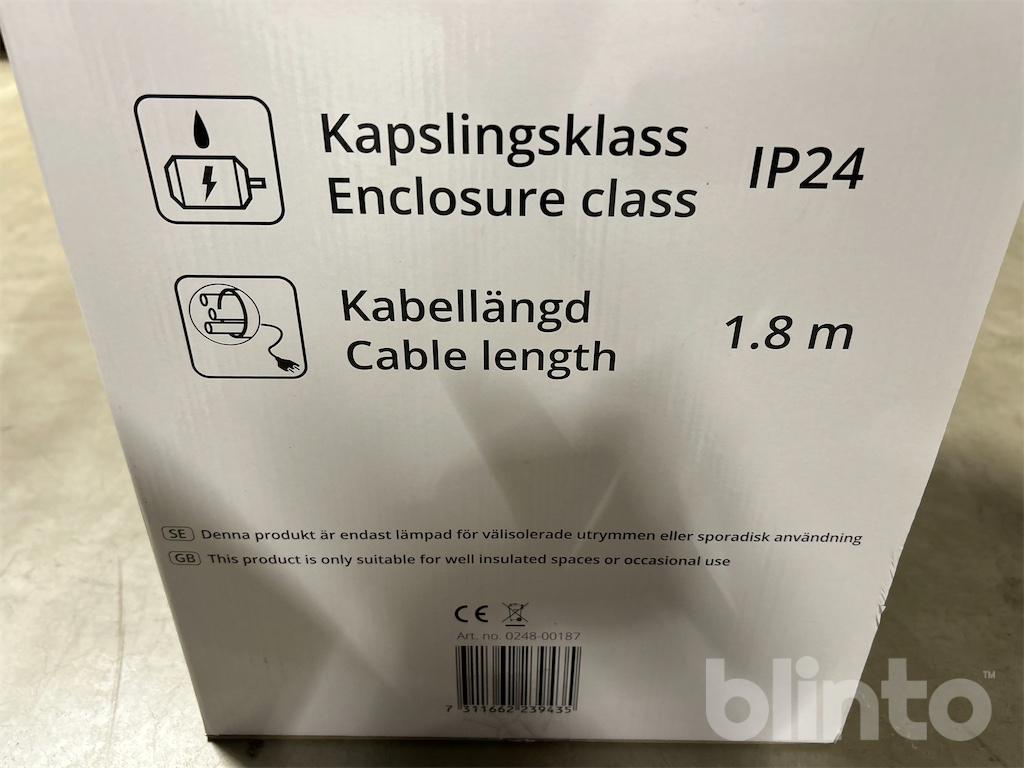 Kapslingsklass
Enclosure class
IP24
Kabellängd
Cable length
1.8 m
SE Denna produkt är endast lämpad för välisolerade utrymmen eller sporadisk användning
GB This product is only suitable for well insulated spaces or occasional use
CE
Art. no. 0248-00187
7 311662 239435
blinto™